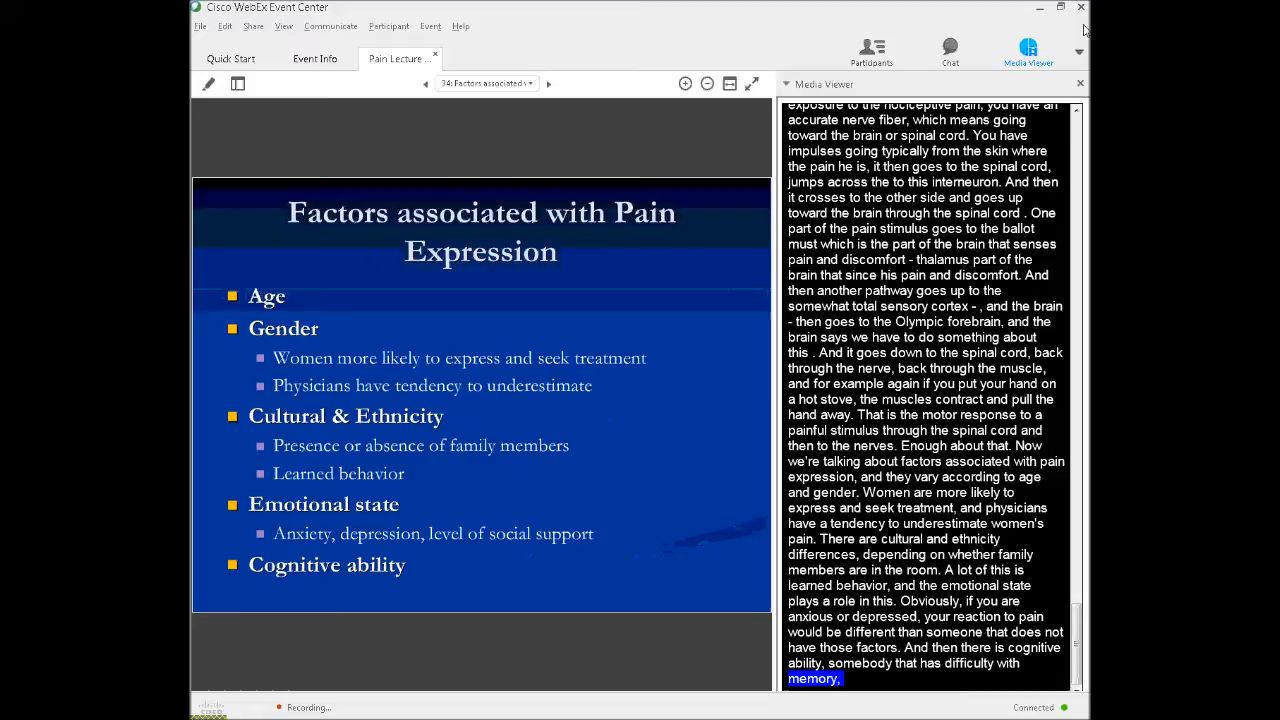 Cisco WebEx Event Center
File Edit Share View Communicate Participant Event Help
Quick Start Event Info Pain Lecture ...
Participants Chat Media Viewer
34: Factors associated
Media Viewer
Factors associated with Pain
Expression
Age
Gender
Women more likely to express and seek treatment
Physicians have tendency to underestimate
Cultural & Ethnicity
Presence or absence of family members
Learned behavior
Emotional state
Anxiety, depression, level of social support
Cognitive ability
exposure to the nociceptive pain, you have an
accurate nerve fiber, which means going
toward the brain or spinal cord. You have
impulses going typically from the skin where
the pain he is, it then goes to the spinal cord,
jumps across the to this interneuron. And then
it crosses to the other side and goes up
toward the brain through the spinal cord . One
part of the pain stimulus goes to the ballot
must which is the part of the brain that senses
pain and discomfort - thalamus part of the
brain that since his pain and discomfort. And
then another pathway goes up to the
somewhat total sensory cortex - , and the brain
- then goes to the Olympic forebrain, and the
brain says we have to do something about
this . And it goes down to the spinal cord, back
through the nerve, back through the muscle,
and for example again if you put your hand on
a hot stove, the muscles contract and pull the
hand away. That is the motor response to a
painful stimulus through the spinal cord and
then to the nerves. Enough about that. Now
we're talking about factors associated with pain
expression, and they vary according to age
and gender. Women are more likely to
express and seek treatment, and physicians
have a tendency to underestimate women's
pain. There are cultural and ethnicity
differences, depending on whether family
members are in the room. A lot of this is
learned behavior, and the emotional state
plays a role in this. Obviously, if you are
anxious or depressed, your reaction to pain
would be different than someone that does not
have those factors. And then there is cognitive
ability, somebody that has difficulty with
memory,
CISCO
Recording...
Connected